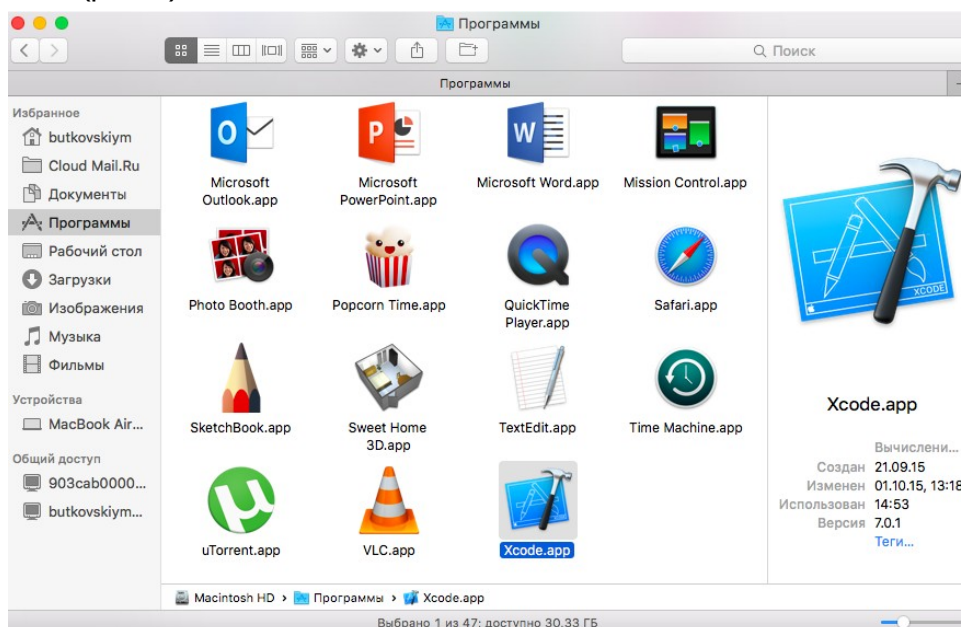 Программы
Поиск
Программы
Избранное
butkovskiym
Cloud Mail.Ru
Документы
Программы
Рабочий стол
Загрузки
Изображения
Музыка
Фильмы
Устройства
MacBook Air...
Общий доступ
903cab0000...
butkovskiym...
Microsoft
Outlook.app
Microsoft
PowerPoint.app
Microsoft Word.app
Mission Control.app
Photo Booth.app
Popcorn Time.app
QuickTime
Player.app
Safari.app
SketchBook.app
Sweet Home
3D.app
TextEdit.app
Time Machine.app
uTorrent.app
VLC.app
Xcode.app
XCODE
Xcode.app
Вычислени...
Создан 21.09.15
Изменен 01.10.15, 13:18
Использован 14:53
Версия 7.0.1
Теги...
Macintosh HD › Программы › Xcode.app
Выбрано 1 из 47; доступно 30,33 ГБ